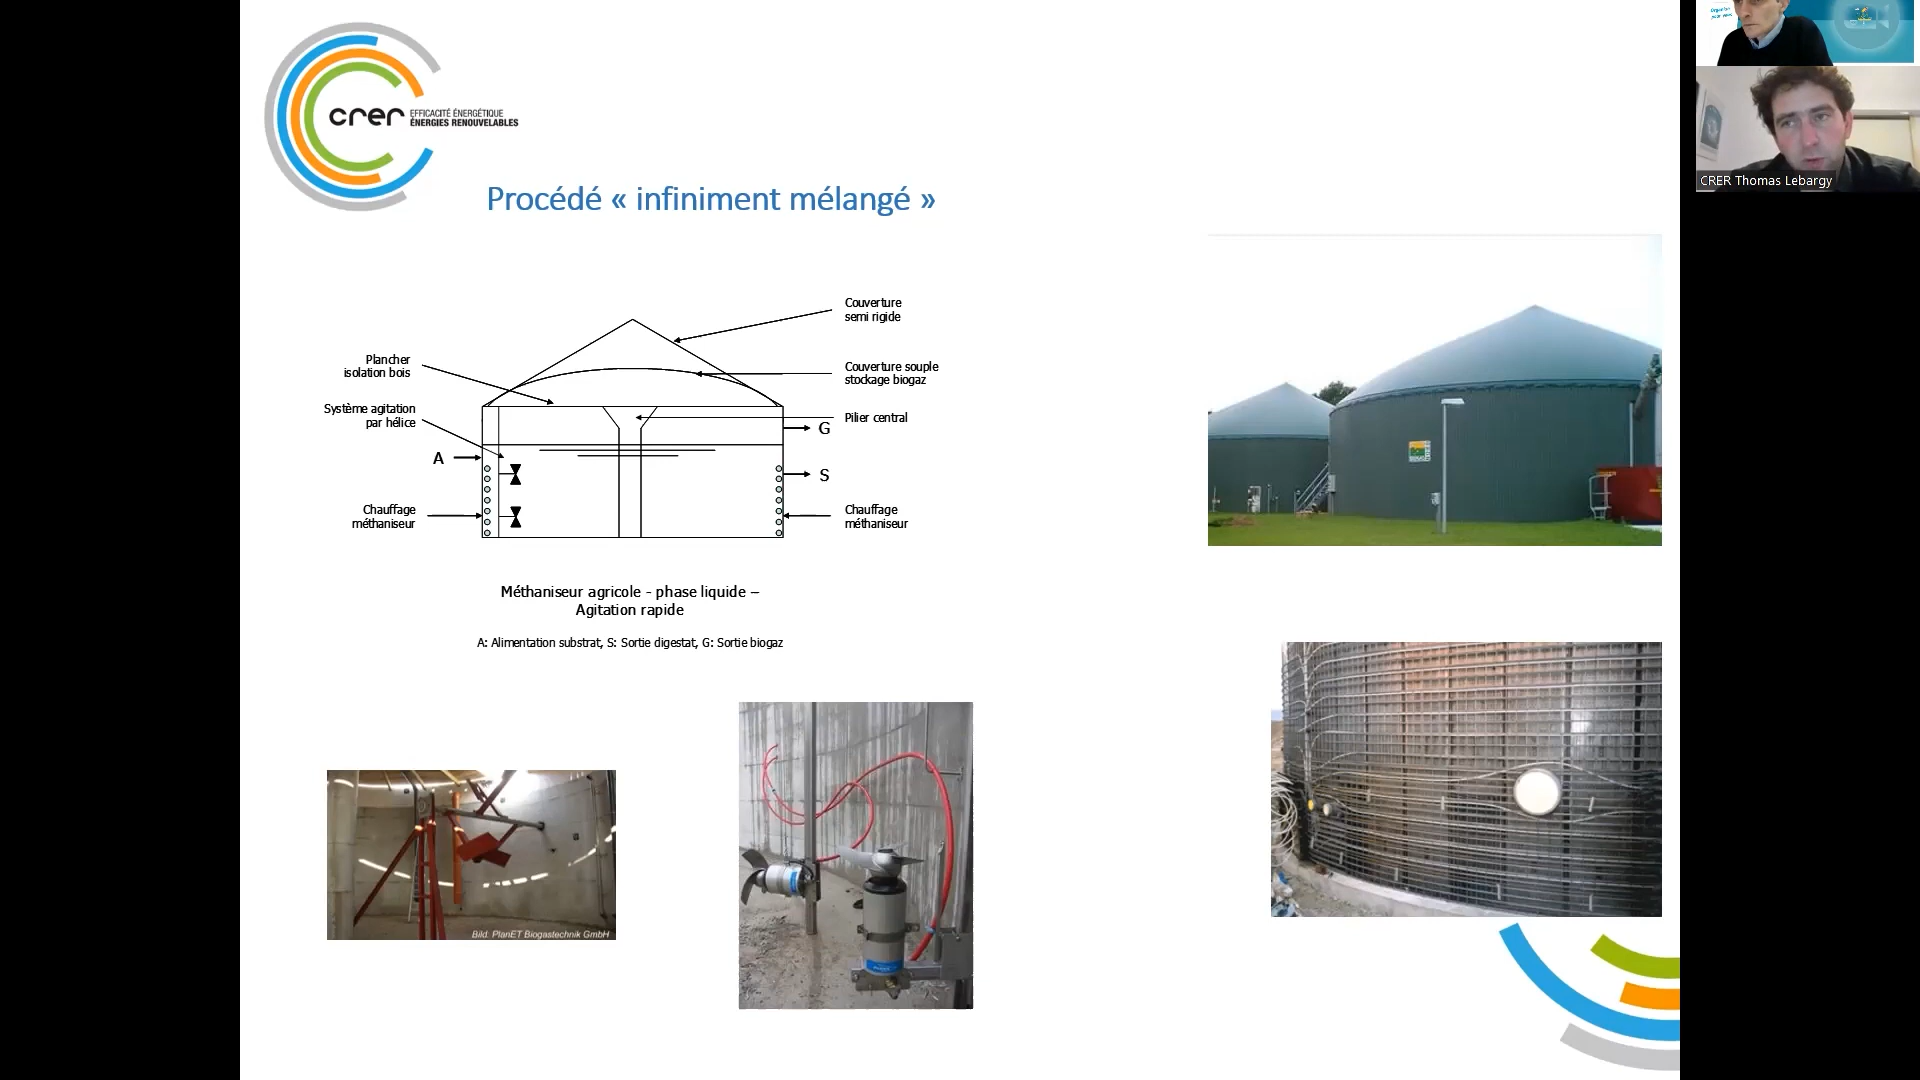 crer
EFFICACITÉ ÉNERGÉTIQUE
ÉNERGIES RENOUVELABLES
Procédé « infiniment mélangé »
Couverture
semi rigide
Plancher
isolation bois
Couverture souple
stockage biogaz
Système agitation
par hélice
Pilier central
G
A
S
Chauffage
méthaniseur
Chauffage
méthaniseur
Méthaniseur agricole - phase liquide –
Agitation rapide
A: Alimentation substrat, S: Sortie digestat, G: Sortie biogaz
Bild: PlanET Biogastechnik GmbH
CRER Thomas Lebargy